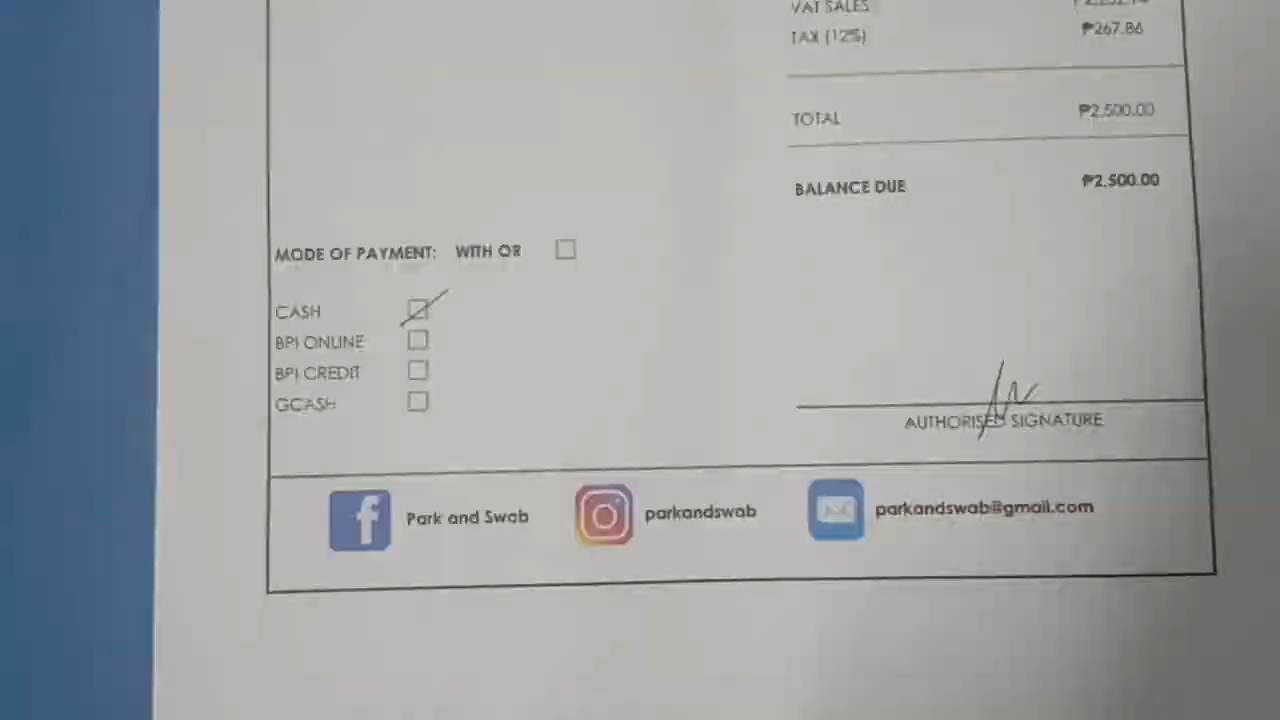 VAT SALES
TAX (12%) ₱267.86
TOTAL ₱2,500.00
BALANCE DUE ₱2,500.00
MODE OF PAYMENT: WITH OR
CASH
BPI ONLINE
BPI CREDIT
GCASH
AUTHORISED SIGNATURE
Park and Swab parkandswab parkandswab@gmail.com